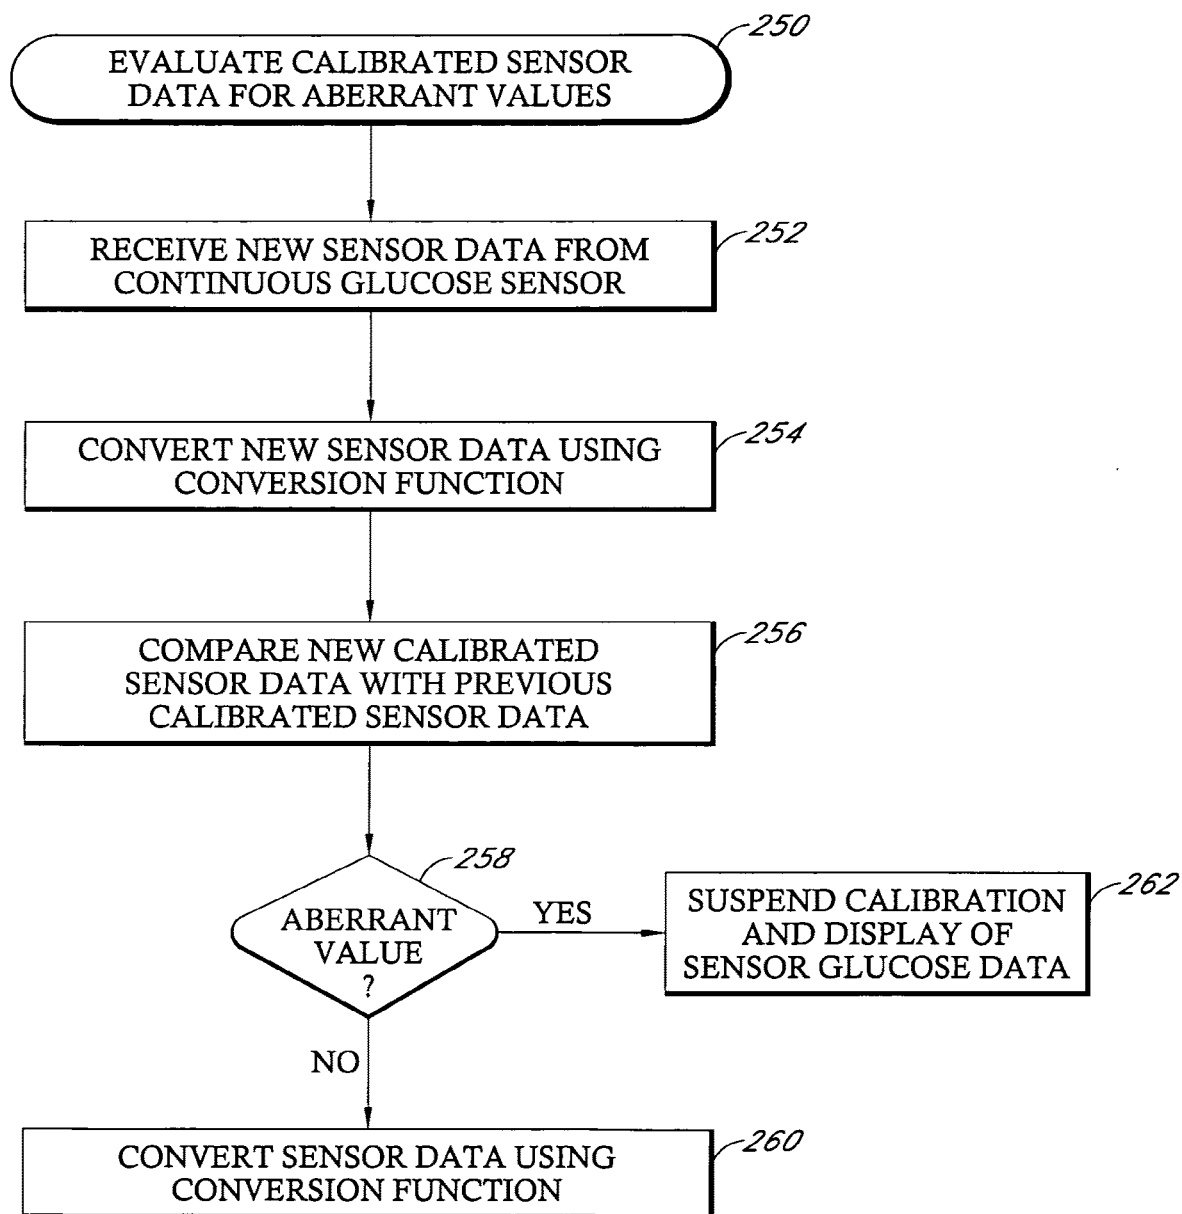 250
EVALUATE CALIBRATED SENSOR
DATA FOR ABERRANT VALUES
252
RECEIVE NEW SENSOR DATA FROM
CONTINUOUS GLUCOSE SENSOR
254
CONVERT NEW SENSOR DATA USING
CONVERSION FUNCTION
256
COMPARE NEW CALIBRATED
SENSOR DATA WITH PREVIOUS
CALIBRATED SENSOR DATA
258
ABERRANT
VALUE
?
YES
262
SUSPEND CALIBRATION
AND DISPLAY OF
SENSOR GLUCOSE DATA
NO
260
CONVERT SENSOR DATA USING
CONVERSION FUNCTION